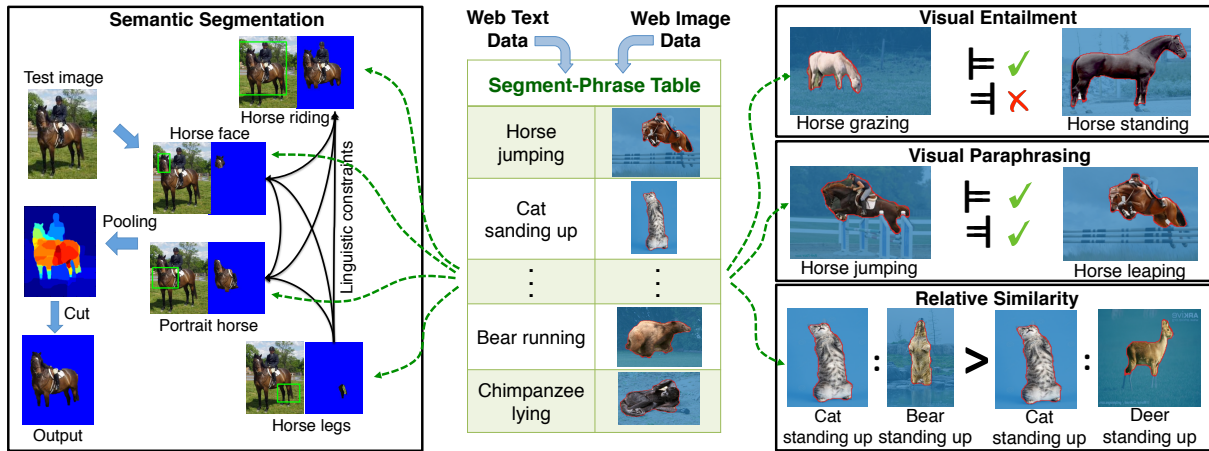 Semantic Segmentation
Test image
Horse riding
Horse face
Linguistic constraints
Pooling
Portrait horse
Cut
Output
Horse legs
Web Text
Data
Web Image
Data
Segment-Phrase Table
Horse
jumping
Cat
sanding up
Bear running
Chimpanzee
lying
Visual Entailment
Horse grazing
Horse standing
Visual Paraphrasing
Horse jumping
Horse leaping
Relative Similarity
: > :
Cat
standing up
Bear
standing up
Cat
standing up
Deer
standing up